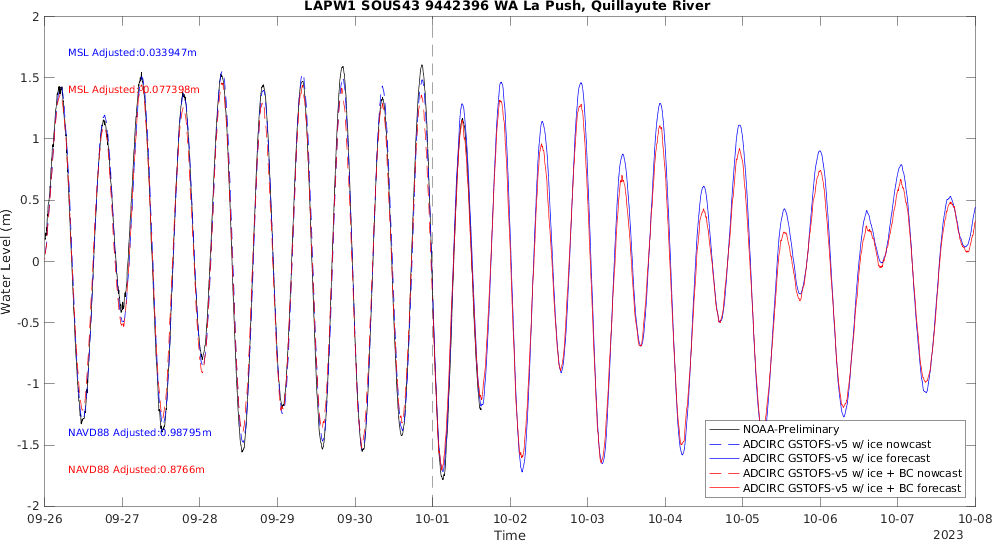 LAPW1 SOUS43 9442396 WA La Push, Quillayute River
Water Level (m)
2
1.5
1
0.5
0
-0.5
-1
-1.5
-2
MSL Adjusted:0.033947m
MSL Adjusted:-0.077398m
NAVD88 Adjusted:0.98795m
NAVD88 Adjusted:0.8766m
NOAA-Preliminary
ADCIRC GSTOFS-v5 w/ ice nowcast
ADCIRC GSTOFS-v5 w/ ice forecast
ADCIRC GSTOFS-v5 w/ ice + BC nowcast
ADCIRC GSTOFS-v5 w/ ice + BC forecast
09-26 09-27 09-28 09-29 09-30 10-01 10-02 10-03 10-04 10-05 10-06 10-07 10-08
Time
2023